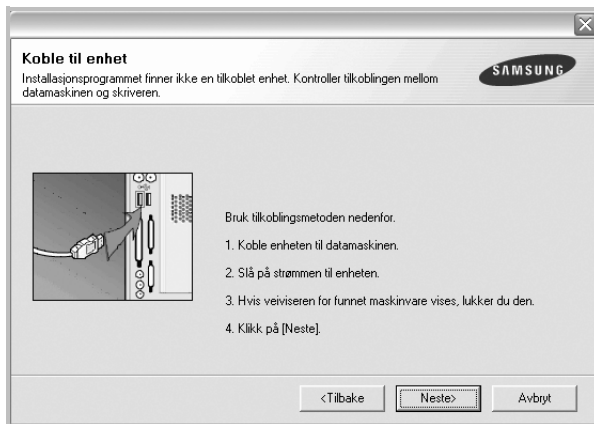 Koble til enhet
Installasjonsprogrammet finner ikke en tilkoblet enhet. Kontroller tilkoblingen mellom
datamaskinen og skriveren.
SAMSUNG
Bruk tilkoblingsmetoden nedenfor.
1. Koble enheten til datamaskinen.
2. Slå på strømmen til enheten.
3. Hvis veiviseren for funnet maskinvare vises, lukker du den.
4. Klikk på [Neste].
<Tilbake
Neste>
Avbryt